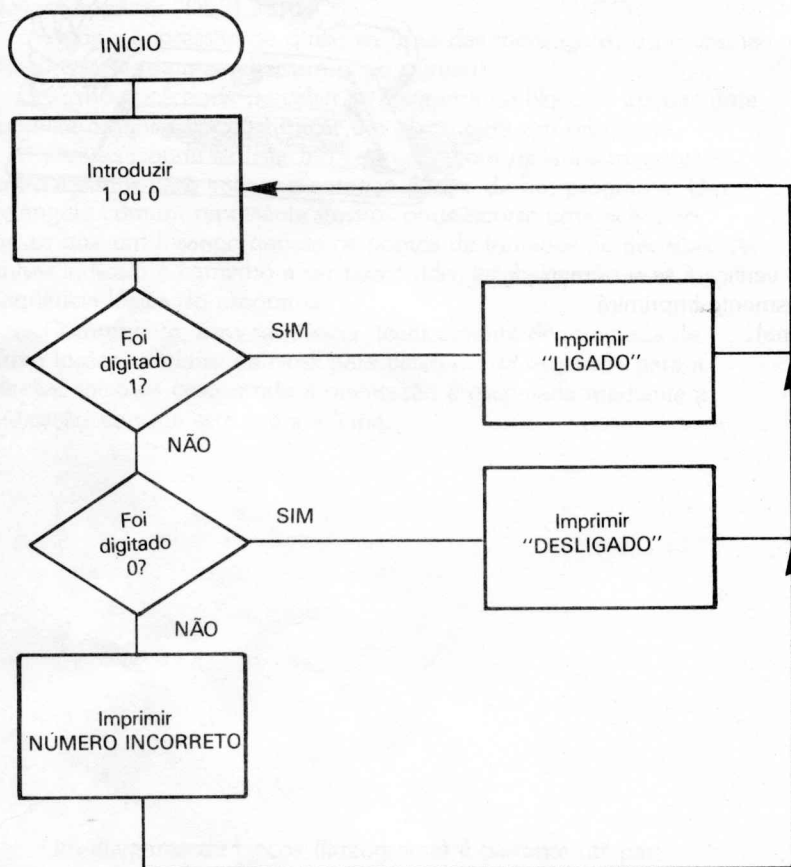 INÍCIO
Introduzir
1 ou 0
Foi
digitado
1?
SIM
Imprimir
"LIGADO"
NÃO
Foi
digitado
0?
SIM
Imprimir
"DESLIGADO"
NÃO
Imprimir
NÚMERO INCORRETO